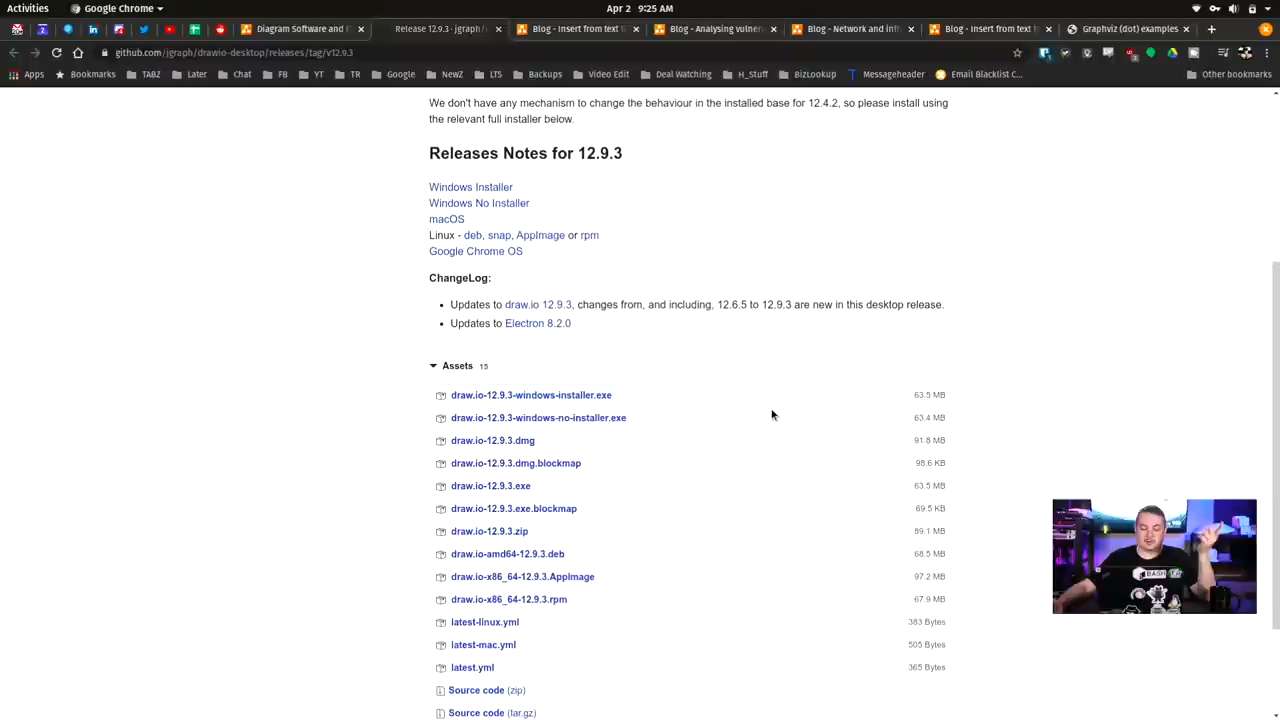 Activities
Google Chrome
Apr 2 9:25 AM
Diagram Software and
Release 12.9.3 · jgraph/
Blog - Insert from text
Blog - Analysing vulner
Blog - Network and infr
Blog - Insert from text
Graphviz (dot) examples
github.com/jgraph/drawio-desktop/releases/tag/v12.9.3
Apps
Bookmarks
TABZ
Later
Chat
FB
YT
TR
Google
NewZ
LTS
Backups
Video Edit
Deal Watching
H_Stuff
BizLookup
Messageheader
Email Blacklist C...
Other bookmarks
We don't have any mechanism to change the behaviour in the installed base for 12.4.2, so please install using
the relevant full installer below.
Releases Notes for 12.9.3
Windows Installer
Windows No Installer
macOS
Linux - deb, snap, AppImage or rpm
Google Chrome OS
ChangeLog:
• Updates to draw.io 12.9.3, changes from, and including, 12.6.5 to 12.9.3 are new in this desktop release.
• Updates to Electron 8.2.0
Assets 15
draw.io-12.9.3-windows-installer.exe 63.5 MB
draw.io-12.9.3-windows-no-installer.exe 63.4 MB
draw.io-12.9.3.dmg 91.8 MB
draw.io-12.9.3.dmg.blockmap 98.6 KB
draw.io-12.9.3.exe 63.5 MB
draw.io-12.9.3.exe.blockmap 69.5 KB
draw.io-12.9.3.zip 89.1 MB
draw.io-amd64-12.9.3.deb 68.5 MB
draw.io-x86_64-12.9.3.AppImage 97.2 MB
draw.io-x86_64-12.9.3.rpm 67.9 MB
latest-linux.yml 383 Bytes
latest-mac.yml 505 Bytes
latest.yml 365 Bytes
Source code (zip)
Source code (tar.gz)
BASH